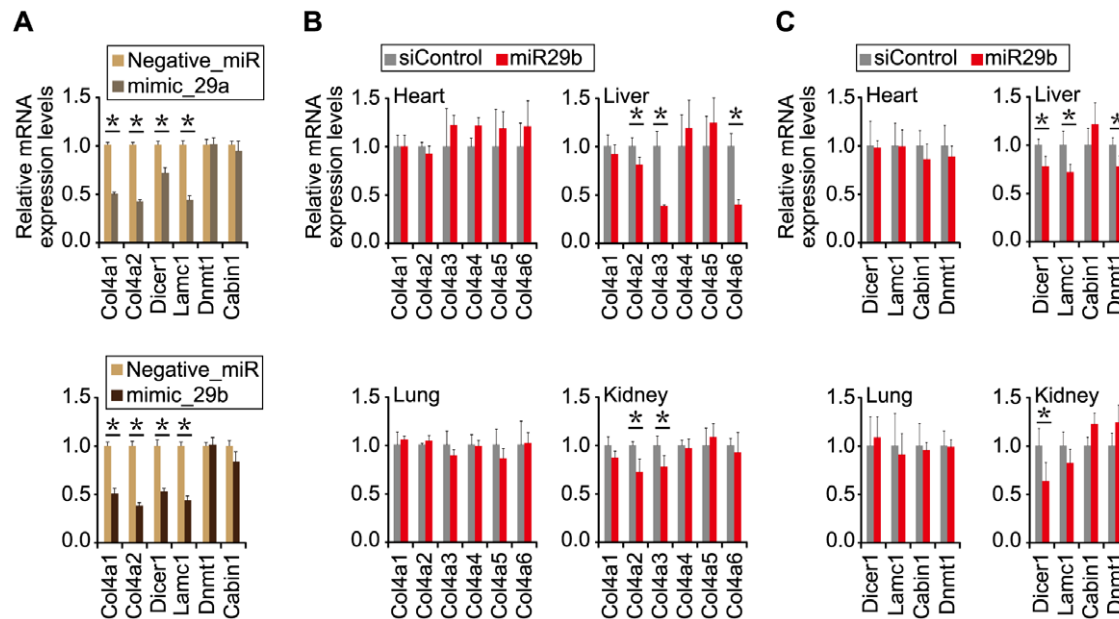 A
Negative_miR
mimic_29a
Relative mRNA
expression levels
1.5
1.0
0.5
0.0
* * * *
Col4a1
Col4a2
Dicer1
Lamc1
Dnmt1
Cabin1
Negative_miR
mimic_29b
1.5
1.0
0.5
0.0
* * * *
Col4a1
Col4a2
Dicer1
Lamc1
Dnmt1
Cabin1
B
siControl miR29b
Relative mRNA
expression levels
Heart
1.5
1.0
0.5
0.0
Col4a1
Col4a2
Col4a3
Col4a4
Col4a5
Col4a6
Liver
1.5
1.0
0.5
0.0
* * *
Col4a1
Col4a2
Col4a3
Col4a4
Col4a5
Col4a6
Lung
1.5
1.0
0.5
0.0
Col4a1
Col4a2
Col4a3
Col4a4
Col4a5
Col4a6
Kidney
1.5
1.0
0.5
0.0
* *
Col4a1
Col4a2
Col4a3
Col4a4
Col4a5
Col4a6
C
siControl miR29b
Relative mRNA
expression levels
Heart
1.5
1.0
0.5
0.0
Dicer1
Lamc1
Cabin1
Dnmt1
Liver
1.5
1.0
0.5
0.0
* * *
Dicer1
Lamc1
Cabin1
Dnmt1
Lung
1.5
1.0
0.5
0.0
Dicer1
Lamc1
Cabin1
Dnmt1
Kidney
1.5
1.0
0.5
0.0
*
Dicer1
Lamc1
Cabin1
Dnmt1